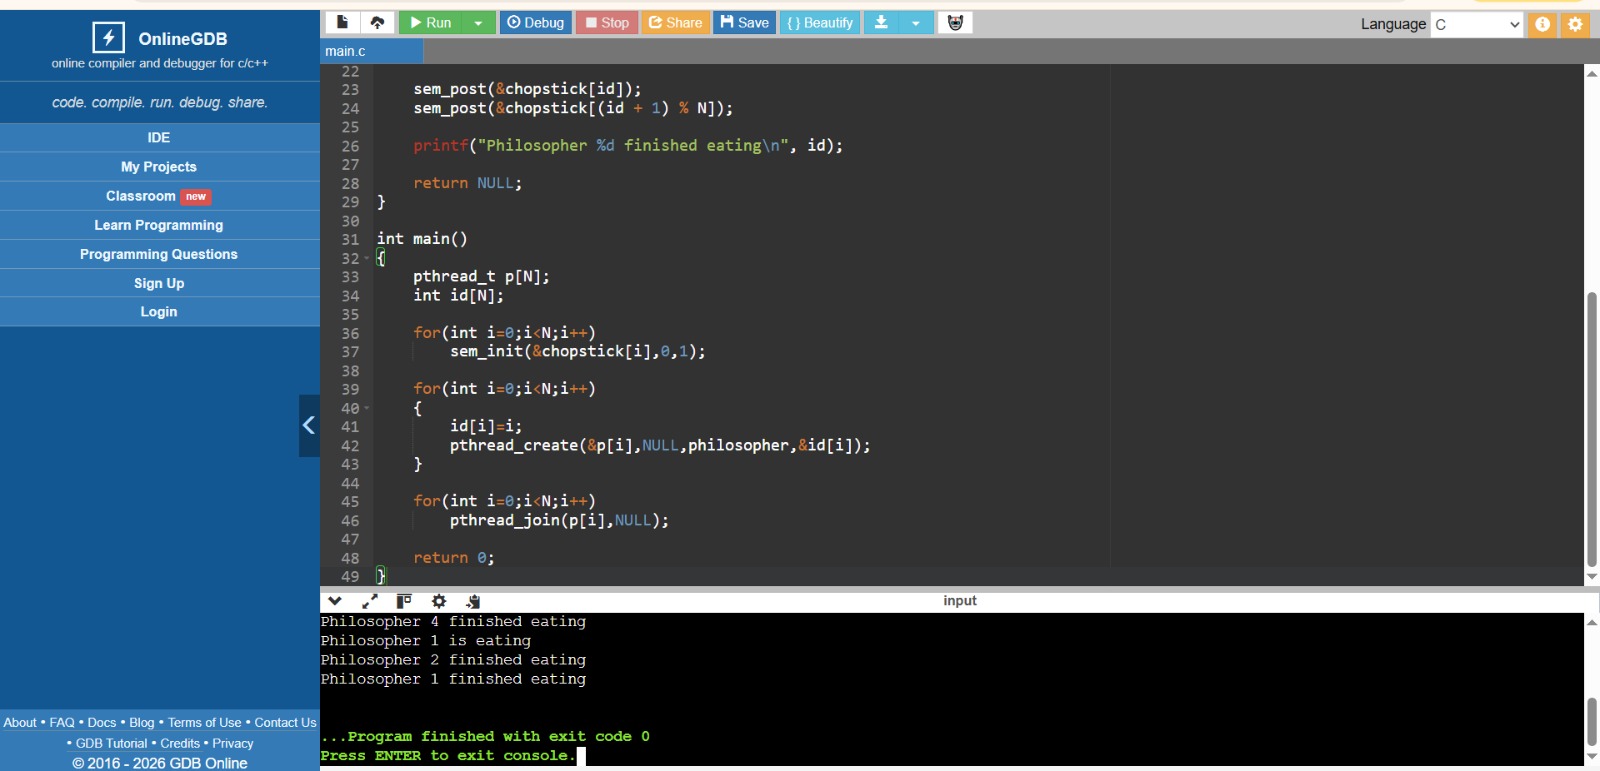 OnlineGDB
online compiler and debugger for c/c++
code. compile. run. debug. share.
IDE
My Projects
Classroom new
Learn Programming
Programming Questions
Sign Up
Login
About • FAQ • Docs • Blog • Terms of Use • Contact Us
• GDB Tutorial • Credits • Privacy
© 2016 - 2026 GDB Online
Run Debug Stop Share Save { } Beautify Language C
main.c
22
23 sem_post(&chopstick[id]);
24 sem_post(&chopstick[(id + 1) % N]);
25
26 printf("Philosopher %d finished eating\n", id);
27
28 return NULL;
29 }
30
31 int main()
32 {
33 pthread_t p[N];
34 int id[N];
35
36 for(int i=0;i<N;i++)
37 sem_init(&chopstick[i],0,1);
38
39 for(int i=0;i<N;i++)
40 {
41 id[i]=i;
42 pthread_create(&p[i],NULL,philosopher,&id[i]);
43 }
44
45 for(int i=0;i<N;i++)
46 pthread_join(p[i],NULL);
47
48 return 0;
49 }
input
Philosopher 4 finished eating
Philosopher 1 is eating
Philosopher 2 finished eating
Philosopher 1 finished eating
...Program finished with exit code 0
Press ENTER to exit console.